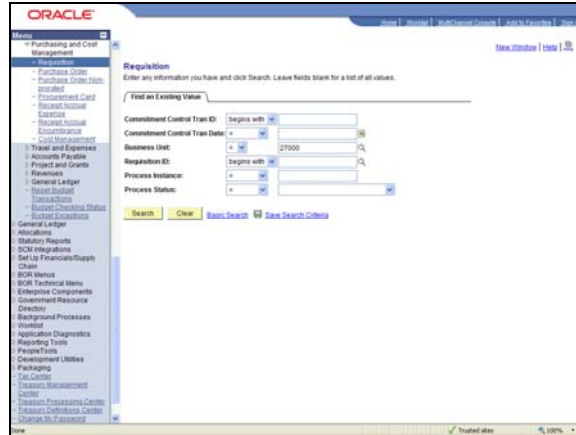 ORACLE
Home | Worklist | MultiChannel Console | Add to Favorites | Sign
Menu
New Window | Help |
Purchasing and Cost
Management
- Requisition
- Purchase Order
- Purchase Order Non-
prorated
- Procurement Card
- Receipt Accrual
Expense
- Receipt Accrual
Encumbrance
- Cost Management
Travel and Expenses
Accounts Payable
Project and Grants
Revenues
General Ledger
- Reset Budget
Transactions
- Budget Checking Status
- Budget Exceptions
General Ledger
Allocations
Statutory Reports
SCM Integrations
Set Up Financials/Supply
Chain
BOR Menus
BOR Technical Menu
Enterprise Components
Government Resource
Directory
Background Processes
Worklist
Application Diagnostics
Reporting Tools
PeopleTools
Development Utilities
Packaging
- Tax Center
- Treasury Management
Center
- Treasury Processing Center
- Treasury Definitions Center
- Change My Password
Requisition
Enter any information you have and click Search. Leave fields blank for a list of all values.
Find an Existing Value
Commitment Control Tran ID: begins with
Commitment Control Tran Date: =
Business Unit: = 27000
Requisition ID: begins with
Process Instance: =
Process Status: =
Search Clear Basic Search Save Search Criteria
Done Trusted sites 100%